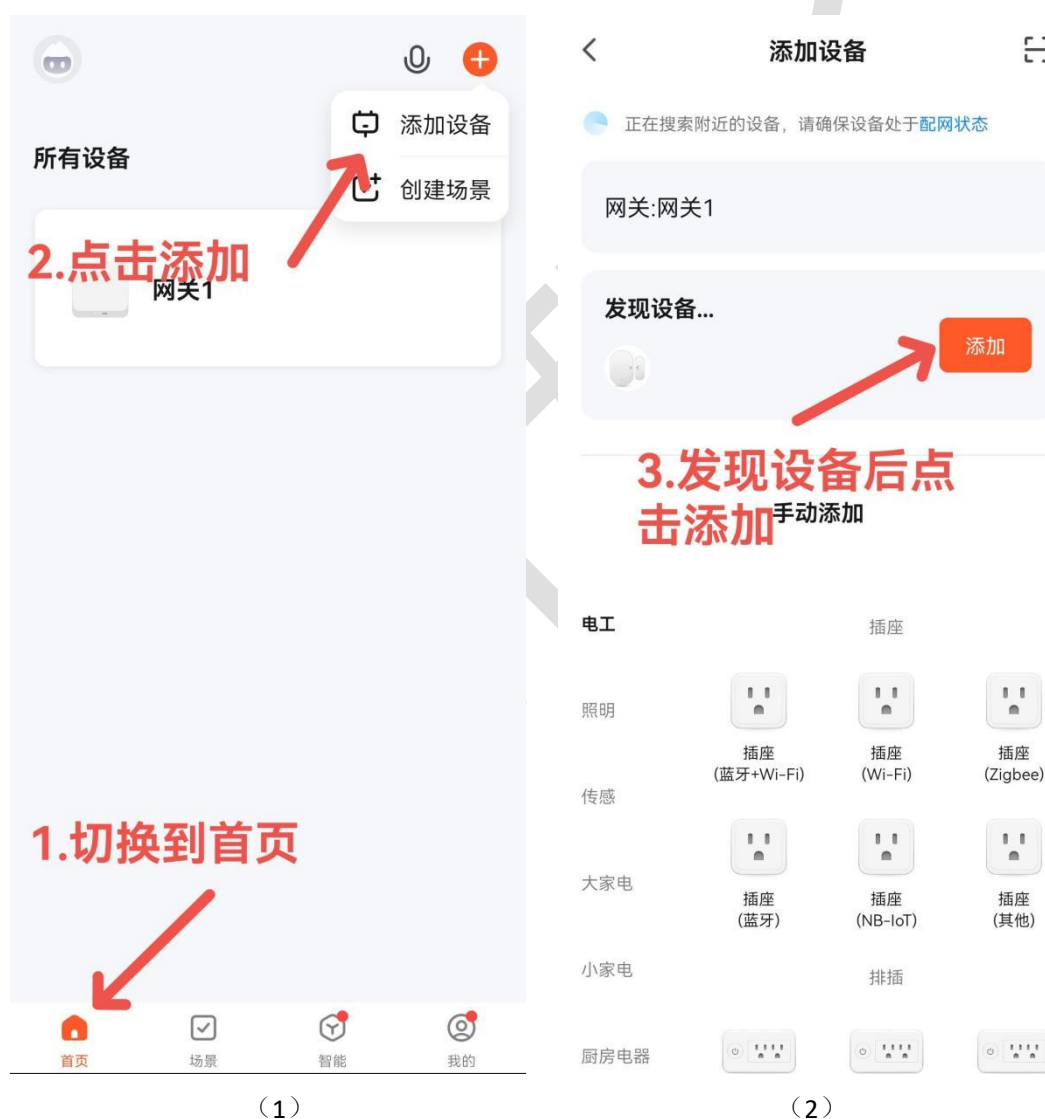 添加设备
所有设备
创建场景
2.点击添加
网关1
1.切换到首页
首页
场景
智能
我的
（1）
添加设备
正在搜索附近的设备，请确保设备处于配网状态
网关:网关1
发现设备...
添加
3.发现设备后点
击添加
手动添加
电工
插座
照明
插座
(蓝牙+Wi-Fi)
插座
(Wi-Fi)
插座
(Zigbee)
传感
大家电
插座
(蓝牙)
插座
(NB-IoT)
插座
(其他)
小家电
排插
厨房电器
（2）